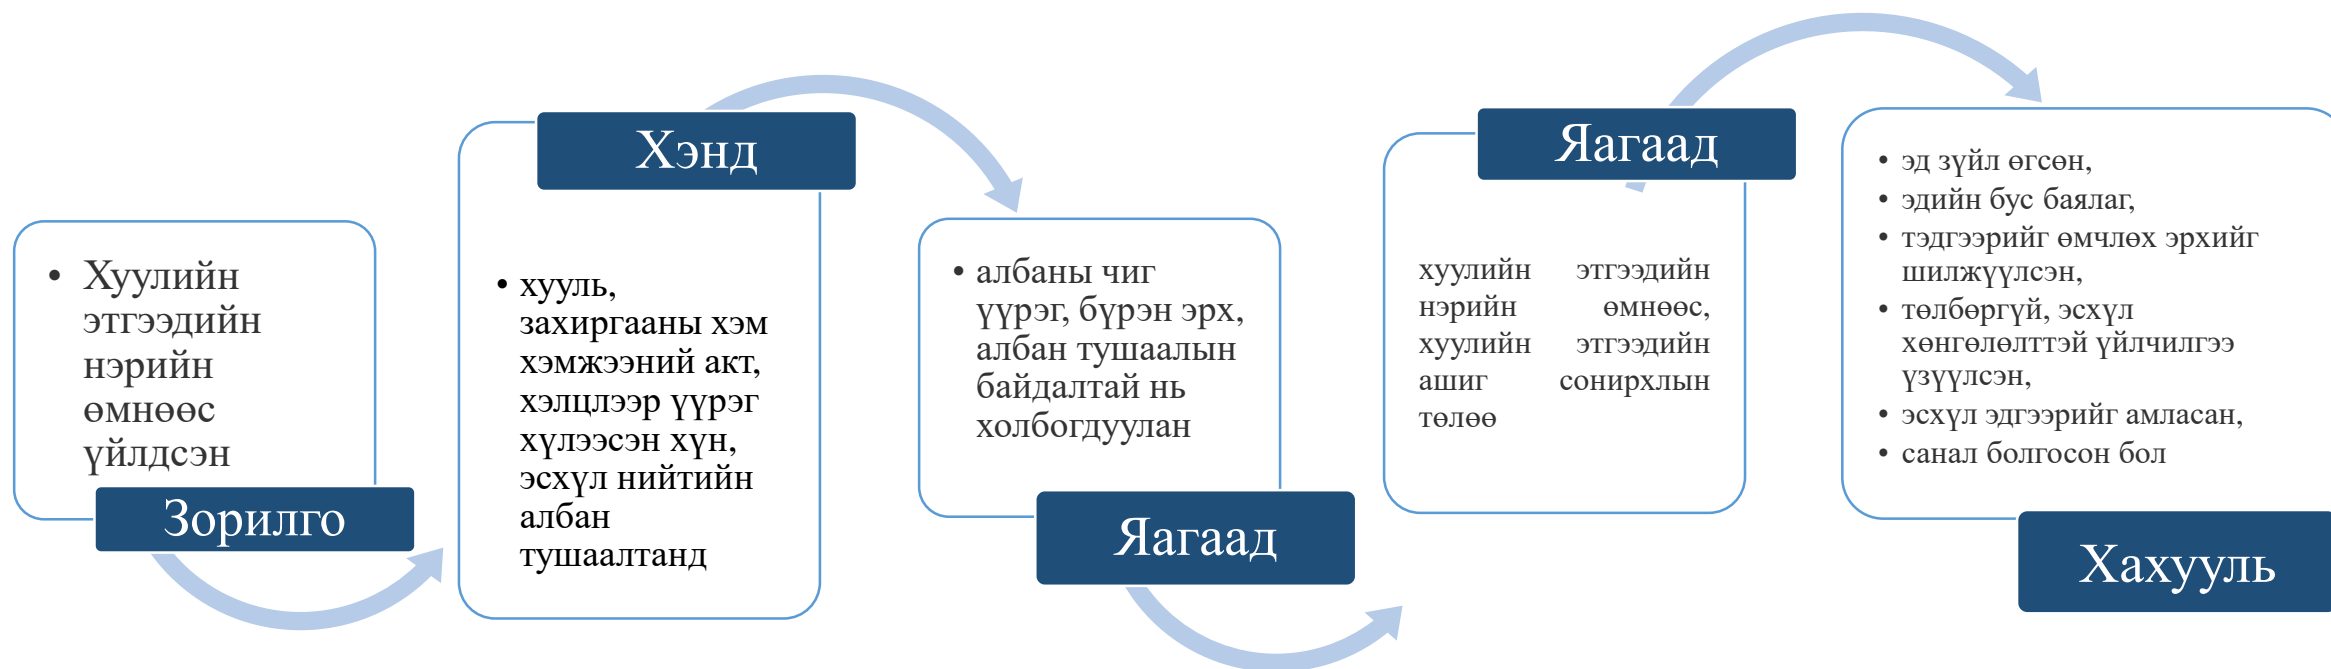 • Хуулийн
этгээдийн
нэрийн
өмнөөс
үйлдсэн
Зорилго
Хэнд
• хууль,
захиргааны хэм
хэмжээний акт,
хэлцлээр үүрэг
хүлээсэн хүн,
эсхүл нийтийн
албан
тушаалтанд
• албаны чиг
үүрэг, бүрэн эрх,
албан тушаалын
байдалтай нь
холбогдуулан
Яагаад
Яагаад
хуулийн этгээдийн
нэрийн өмнөөс,
хуулийн этгээдийн
ашиг сонирхлын
төлөө
• эд зүйл өгсөн,
• эдийн бус баялаг,
• тэдгээрийг өмчлөх эрхийг
шилжүүлсэн,
• төлбөргүй, эсхүл
хөнгөлөлттэй үйлчилгээ
үзүүлсэн,
• эсхүл эдгээрийг амласан,
• санал болгосон бол
Хахууль